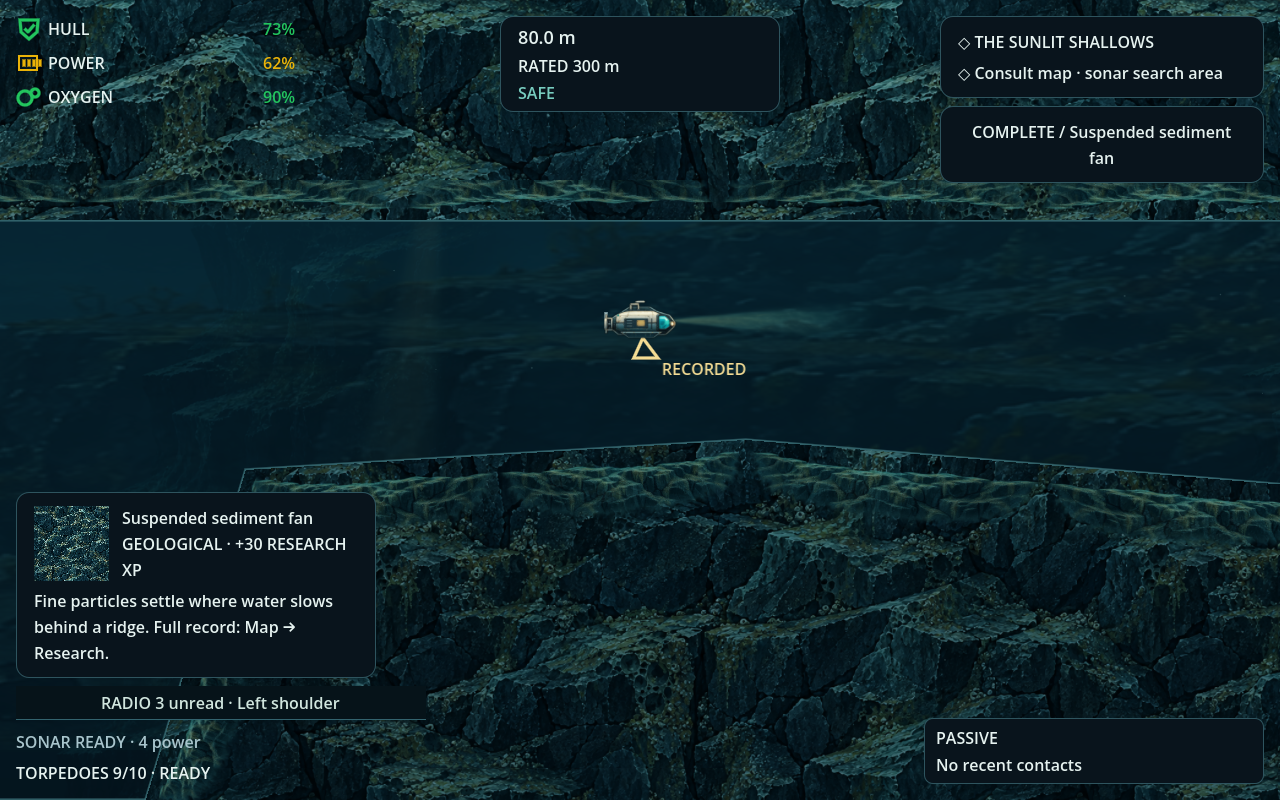 HULL 73%
POWER 62%
OXYGEN 90%
80.0 m
RATED 300 m
SAFE
◇ THE SUNLIT SHALLOWS
◇ Consult map · sonar search area
COMPLETE / Suspended sediment
fan
RECORDED
Suspended sediment fan
GEOLOGICAL · +30 RESEARCH
XP
Fine particles settle where water slows
behind a ridge. Full record: Map →
Research.
RADIO 3 unread · Left shoulder
SONAR READY · 4 power
TORPEDOES 9/10 · READY
PASSIVE
No recent contacts